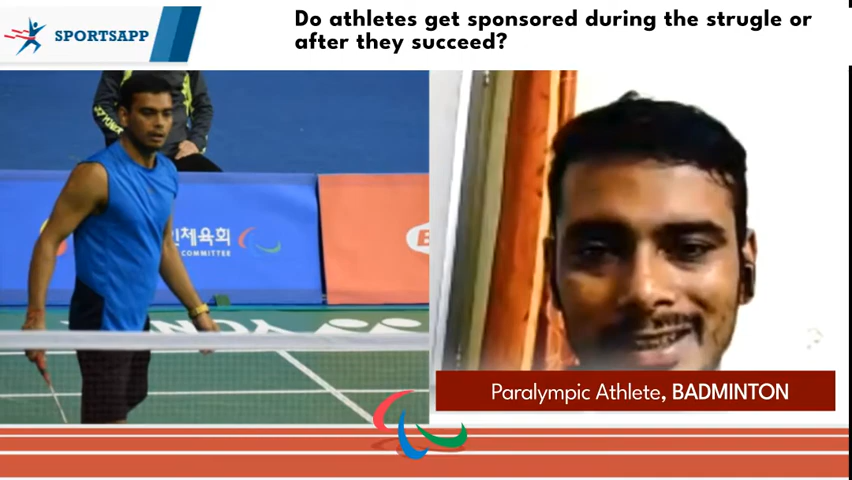 SPORTSAPP
Do athletes get sponsored during the strugle or
after they succeed?
인체육회
COMMITTEE
YONEX
Paralympic Athlete, BADMINTON